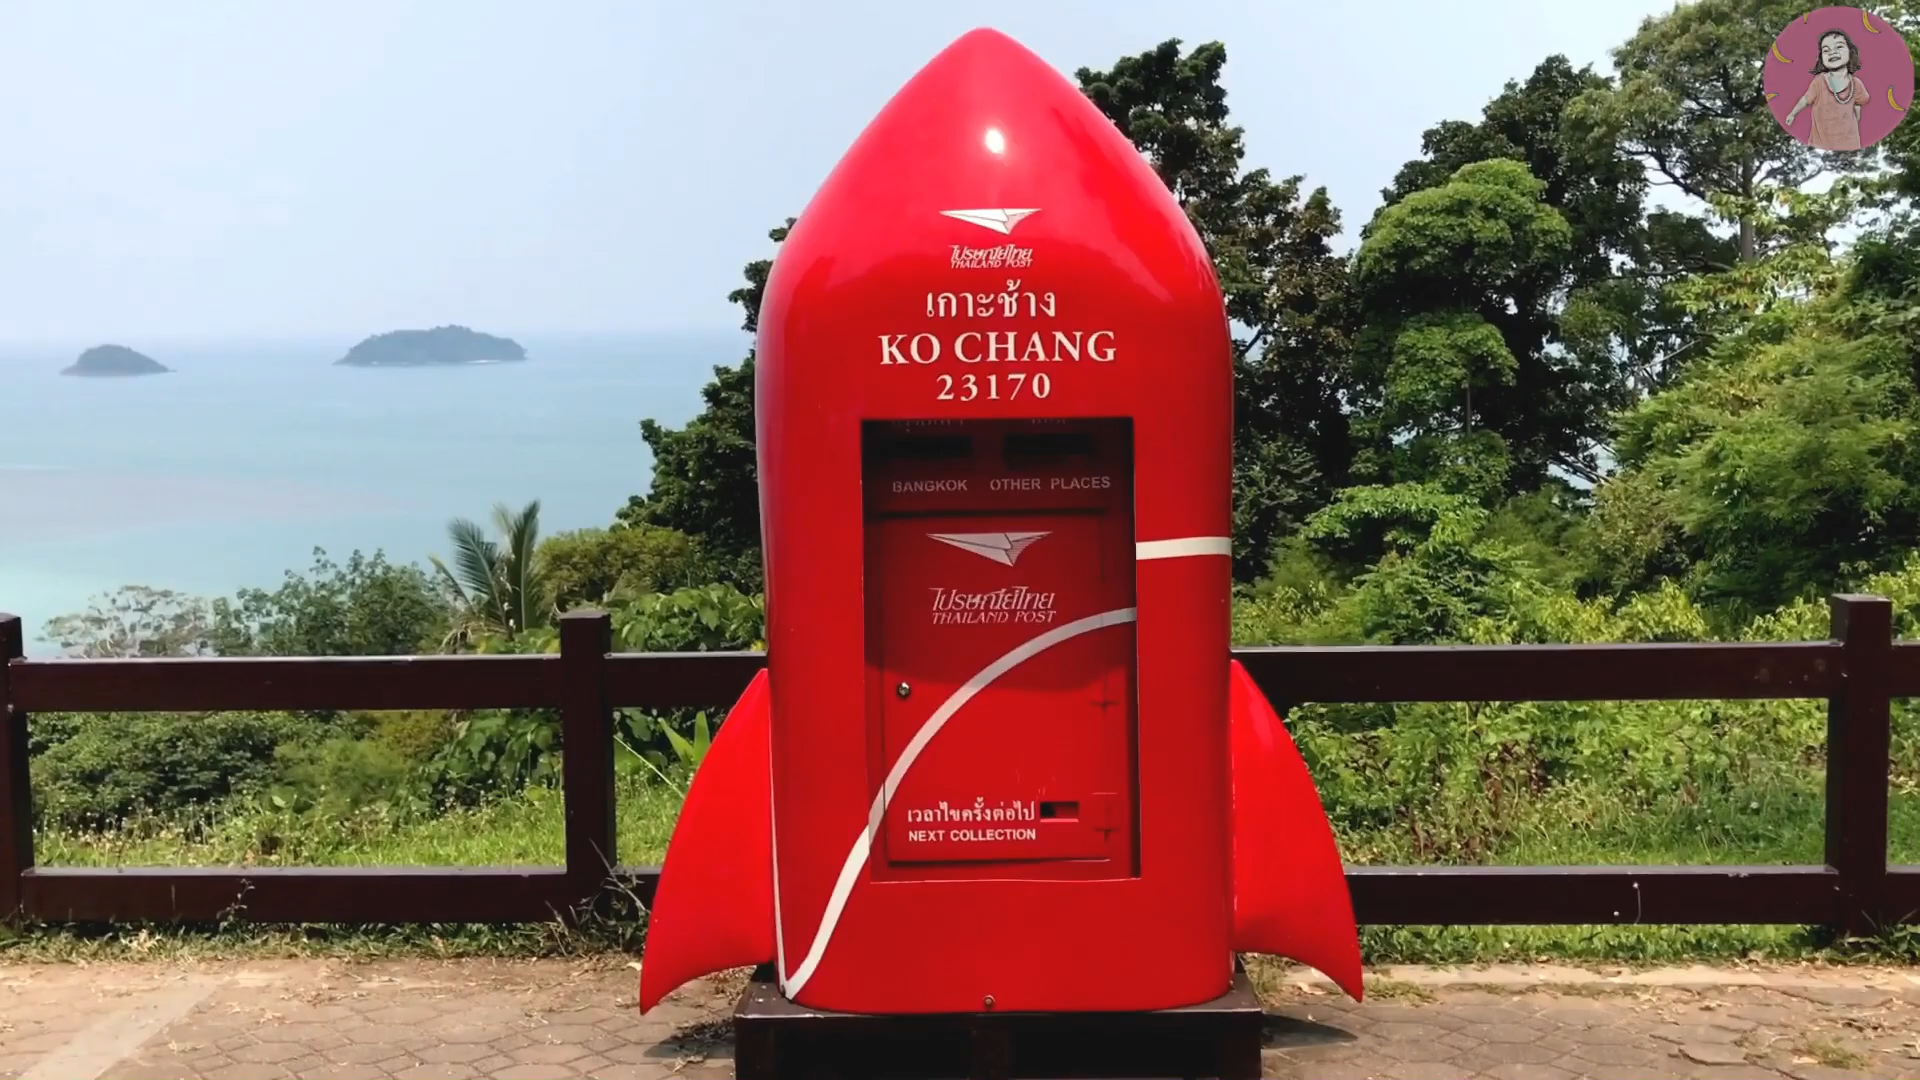 ไปรษณีย์ไทย
THAILAND POST
เกาะช้าง
KO CHANG
23170
BANGKOK OTHER PLACES
ไปรษณีย์ไทย
THAILAND POST
เวลาไขครั้งต่อไป
NEXT COLLECTION